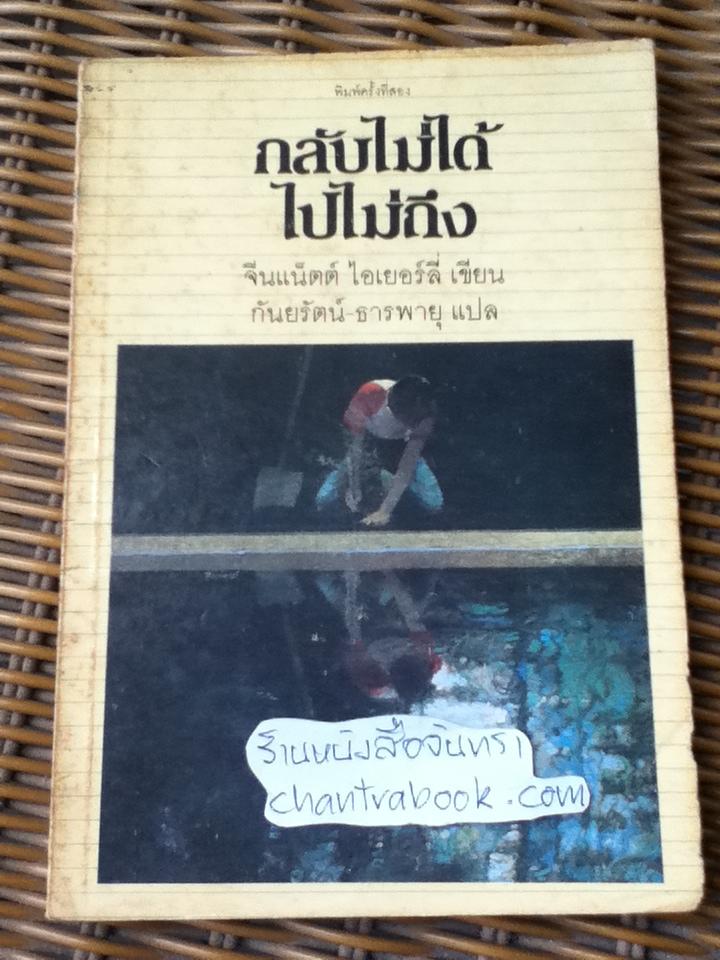 พิมพ์ครั้งที่สอง
กลับไม่ได้
ไปไม่ถึง
จีนแน็ตต์ ไอเยอร์ลี่ เขียน
กันยรัตน์-ธารพายุ แปล
ร้านหนังสือจันทรา
chantrabook.com